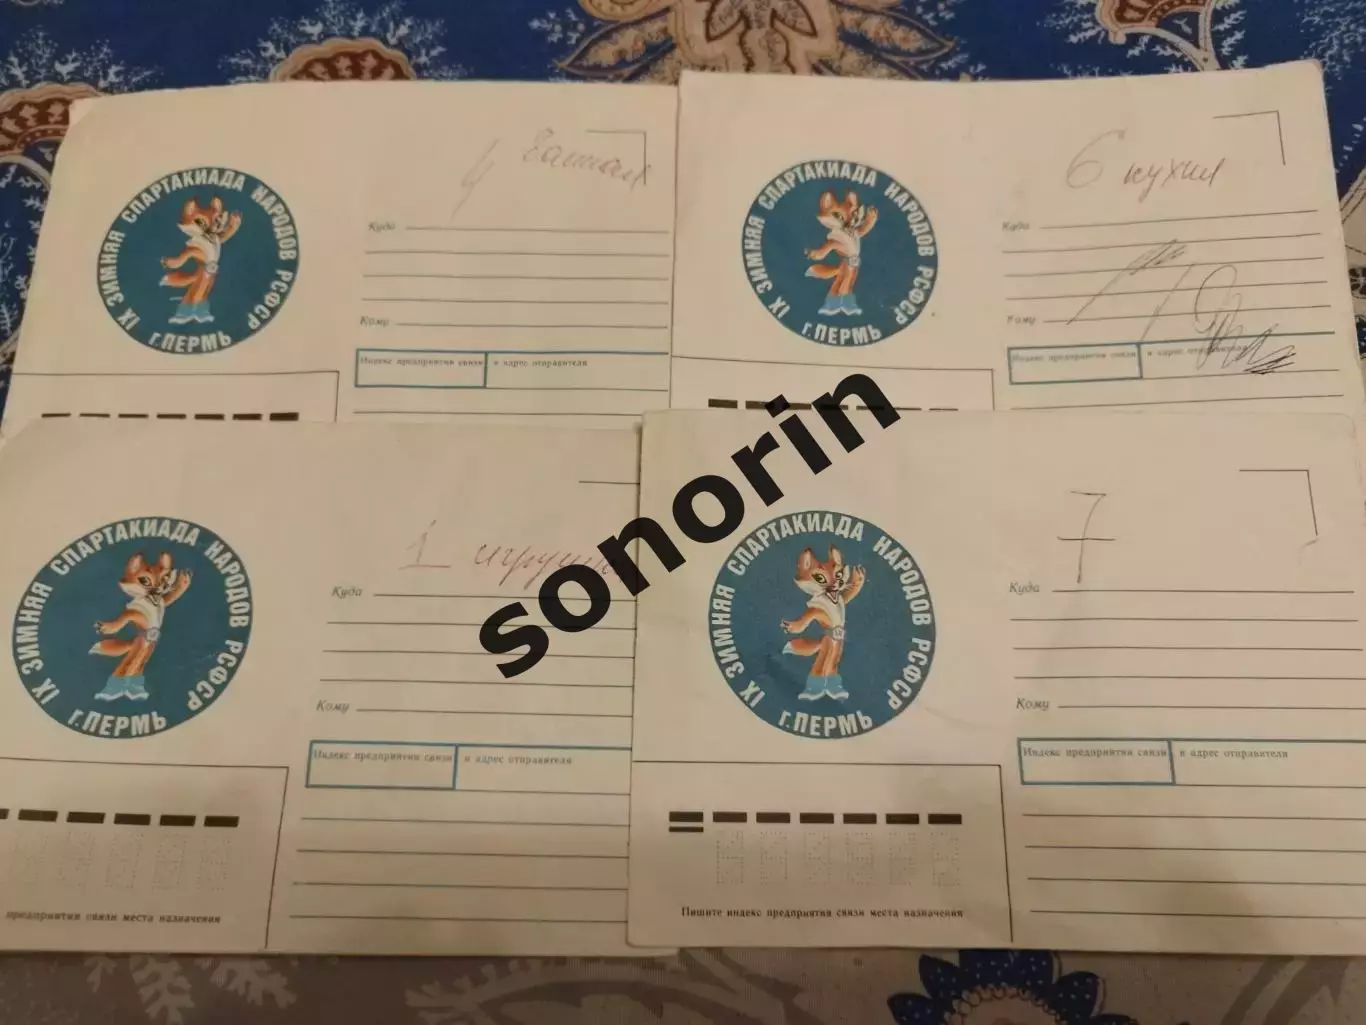 IX ЗИМНЯЯ СПАРТАКИАДА НАРОДОВ РСФСР
г.ПЕРМЬ
4
Куда
Кому
Индекс предприятия связи и адрес отправителя
IX ЗИМНЯЯ СПАРТАКИАДА НАРОДОВ РСФСР
г.ПЕРМЬ
6 кухня
Куда
Кому
Индекс предприятия связи и адрес отправителя
sonorin
IX ЗИМНЯЯ СПАРТАКИАДА НАРОДОВ РСФСР
г.ПЕРМЬ
1
Куда
Кому
Индекс предприятия связи и адрес отправителя
предприятия связи места назначения
IX ЗИМНЯЯ СПАРТАКИАДА НАРОДОВ РСФСР
г.ПЕРМЬ
7
Куда
Кому
Индекс предприятия связи и адрес отправителя
Пишите индекс предприятия связи места назначения